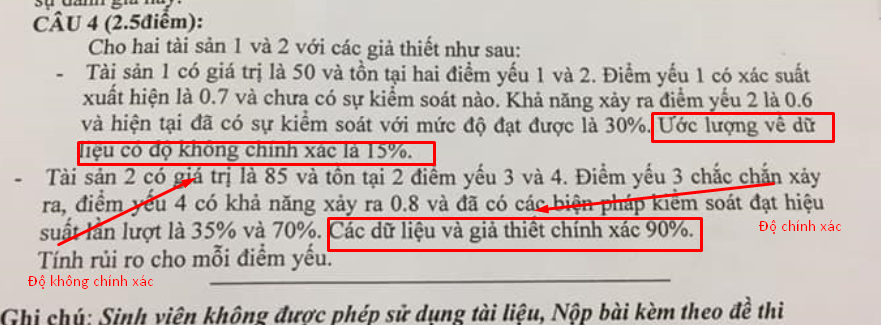 CÂU 4 (2.5điểm):
Cho hai tài sản 1 và 2 với các giả thiết như sau:
- Tài sản 1 có giá trị là 50 và tồn tại hai điểm yếu 1 và 2. Điểm yếu 1 có xác suất
xuất hiện là 0.7 và chưa có sự kiểm soát nào. Khả năng xảy ra điểm yếu 2 là 0.6
và hiện tại đã có sự kiểm soát với mức độ đạt được là 30%. Ước lượng về dữ
liệu có độ không chính xác là 15%.
- Tài sản 2 có giá trị là 85 và tồn tại 2 điểm yếu 3 và 4. Điểm yếu 3 chắc chắn xảy
ra, điểm yếu 4 có khả năng xảy ra 0.8 và đã có các biện pháp kiểm soát đạt hiệu
suất lần lượt là 35% và 70%. Các dữ liệu và giả thiết chính xác 90%.
Độ chính xác
Tính rủi ro cho mỗi điểm yếu.
Độ không chính xác
Ghi chú: Sinh viên không được phép sử dụng tài liệu, Nộp bài kèm theo đề thi